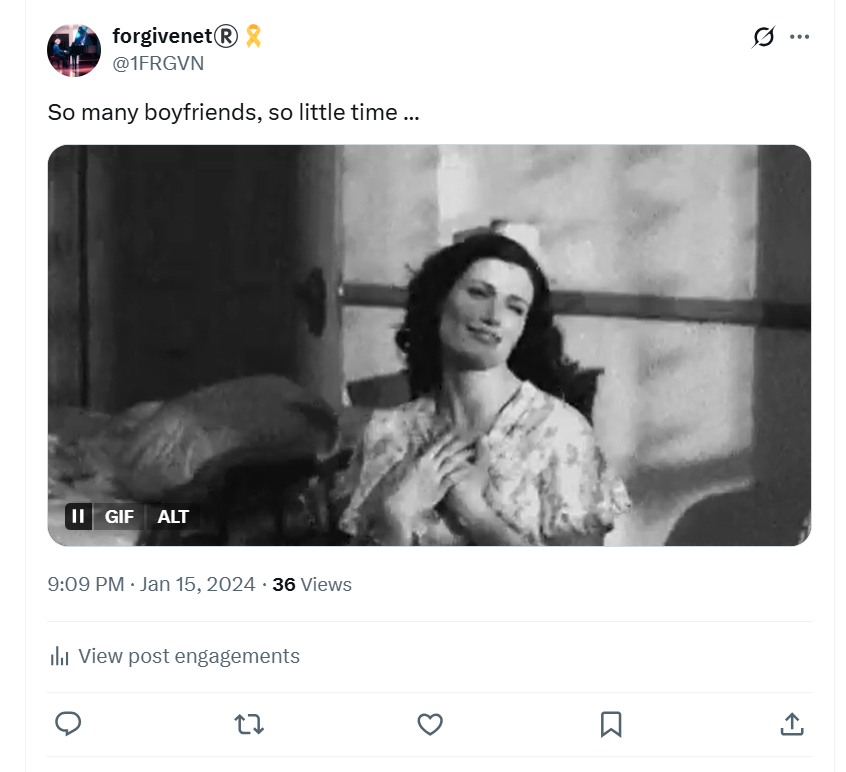 forgivenet®🎗
@1FRGVN
So many boyfriends, so little time ...
GIF ALT
9:09 PM · Jan 15, 2024 · 36 Views
View post engagements